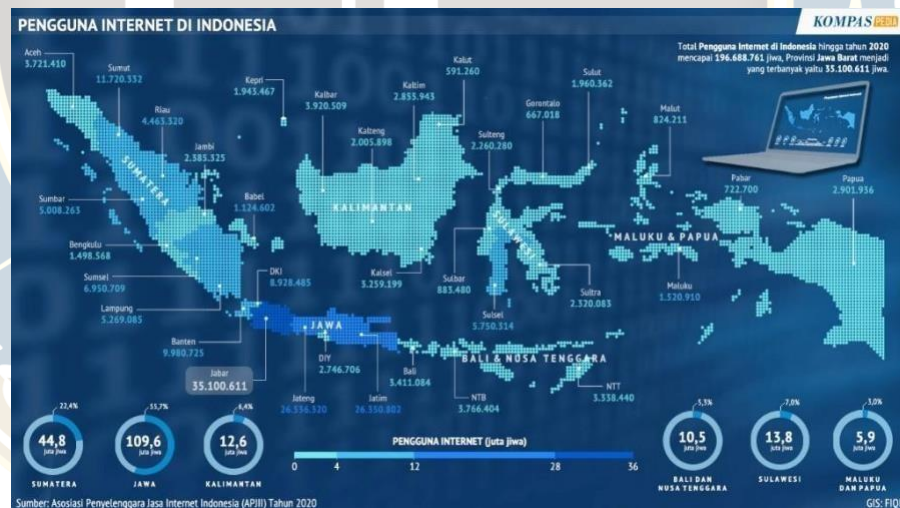 PENGGUNA INTERNET DI INDONESIA
KOMPAS PEDIA
Total Pengguna Internet di Indonesia hingga tahun 2020
mencapai 196.688.761 jiwa, Provinsi Jawa Barat menjadi
yang terbanyak yaitu 35.100.611 jiwa.
Aceh
3.721.410
Sumut
11.720.332
Riau
4.463.320
Kepri
1.943.467
Jambi
2.385.325
Babel
1.124.602
Sumbar
5.008.263
Bengkulu
1.498.568
Sumsel
6.950.709
Lampung
5.269.085
SUMATERA
Kalbar
3.920.509
Kalteng
2.005.898
Kaltim
2.855.943
Kalut
591.260
Kalsel
3.259.199
KALIMANTAN
Sulteng
2.260.280
Gorontalo
667.018
Sulut
1.960.362
Sulbar
883.480
Sulsel
5.750.314
Sultra
2.320.083
SULAWESI
Malut
824.211
Maluku
1.320.910
Pabar
722.700
Papua
2.901.936
MALUKU & PAPUA
DKI
8.928.485
Banten
9.980.725
Jabar
35.100.611
Jateng
26.536.320
DIY
2.746.706
Jatim
26.350.802
JAWA
Bali
3.411.084
NTB
3.766.404
NTT
3.338.440
BALI & NUSA TENGGARA
22,4%
44,8
juta jiwa
SUMATERA
55,7%
109,6
juta jiwa
JAWA
6,4%
12,6
juta jiwa
KALIMANTAN
PENGGUNA INTERNET (juta jiwa)
0 4 12 28 36
5,3%
10,5
juta jiwa
BALI DAN
NUSA TENGGARA
7,0%
13,8
juta jiwa
SULAWESI
3,0%
5,9
juta jiwa
MALUKU
DAN PAPUA
Sumber: Asosiasi Penyelenggara Jasa Internet Indonesia (APJII) Tahun 2020
GIS: FIQI